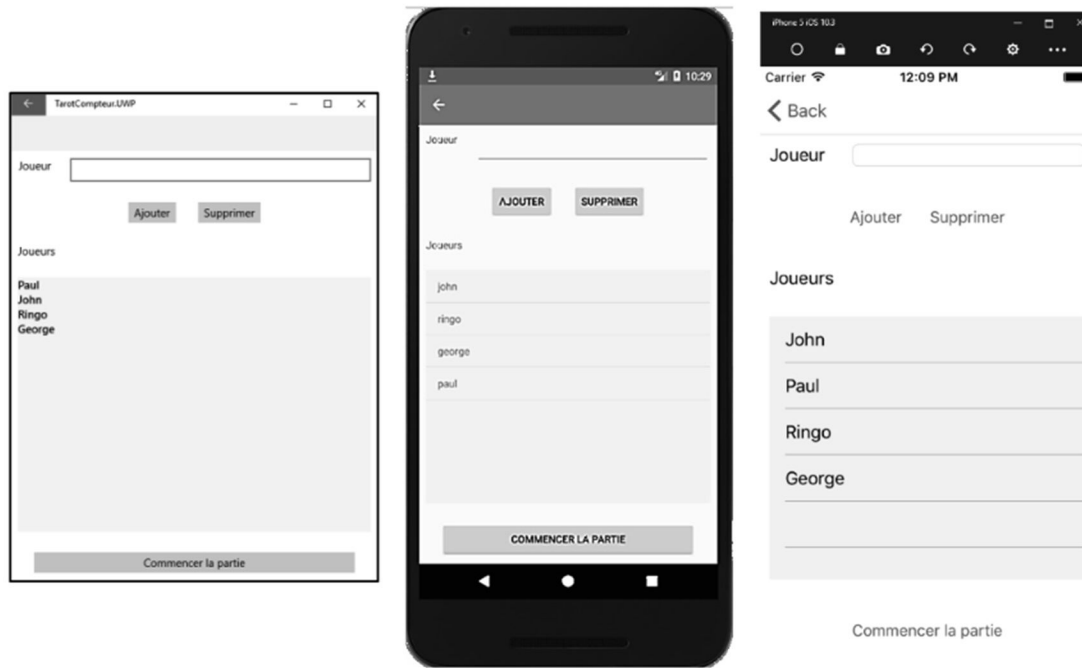 TarotCompteur.UWP
Joueur
Ajouter Supprimer
Joueurs
Paul
John
Ringo
George
Commencer la partie
10:29
Joueur
AJOUTER SUPPRIMER
Joueurs
john
ringo
george
paul
COMMENCER LA PARTIE
iPhone 5 iOS 10.3
Carrier 12:09 PM
Back
Joueur
Ajouter Supprimer
Joueurs
John
Paul
Ringo
George
Commencer la partie